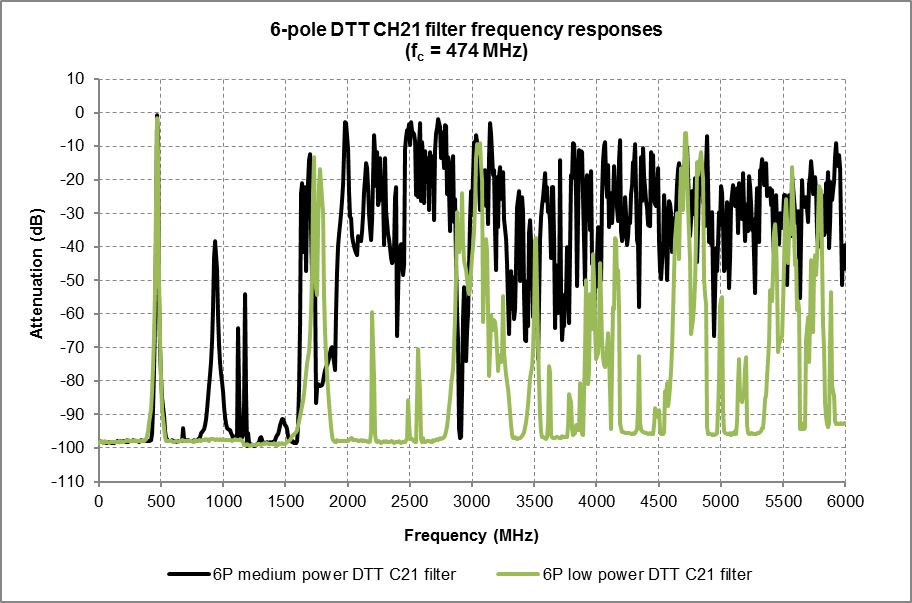 6-pole DTT CH21 filter frequency responses
(fc = 474 MHz)
10
0
-10
-20
-30
-40
-50
-60
-70
-80
-90
-100
-110
Attenuation (dB)
0 500 1000 1500 2000 2500 3000 3500 4000 4500 5000 5500 6000
Frequency (MHz)
6P medium power DTT C21 filter 6P low power DTT C21 filter